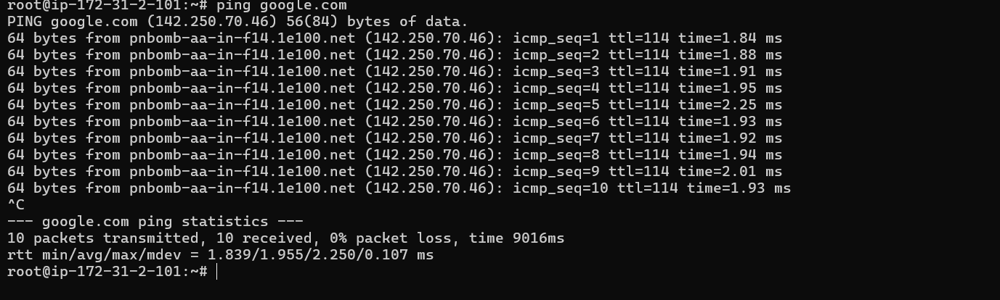 root@ip-172-31-2-101:~# ping google.com
PING google.com (142.250.70.46) 56(84) bytes of data.
64 bytes from pnbomb-aa-in-f14.1e100.net (142.250.70.46): icmp_seq=1 ttl=114 time=1.84 ms
64 bytes from pnbomb-aa-in-f14.1e100.net (142.250.70.46): icmp_seq=2 ttl=114 time=1.88 ms
64 bytes from pnbomb-aa-in-f14.1e100.net (142.250.70.46): icmp_seq=3 ttl=114 time=1.91 ms
64 bytes from pnbomb-aa-in-f14.1e100.net (142.250.70.46): icmp_seq=4 ttl=114 time=1.95 ms
64 bytes from pnbomb-aa-in-f14.1e100.net (142.250.70.46): icmp_seq=5 ttl=114 time=2.25 ms
64 bytes from pnbomb-aa-in-f14.1e100.net (142.250.70.46): icmp_seq=6 ttl=114 time=1.93 ms
64 bytes from pnbomb-aa-in-f14.1e100.net (142.250.70.46): icmp_seq=7 ttl=114 time=1.92 ms
64 bytes from pnbomb-aa-in-f14.1e100.net (142.250.70.46): icmp_seq=8 ttl=114 time=1.94 ms
64 bytes from pnbomb-aa-in-f14.1e100.net (142.250.70.46): icmp_seq=9 ttl=114 time=2.01 ms
64 bytes from pnbomb-aa-in-f14.1e100.net (142.250.70.46): icmp_seq=10 ttl=114 time=1.93 ms
^C
--- google.com ping statistics ---
10 packets transmitted, 10 received, 0% packet loss, time 9016ms
rtt min/avg/max/mdev = 1.839/1.955/2.250/0.107 ms
root@ip-172-31-2-101:~#